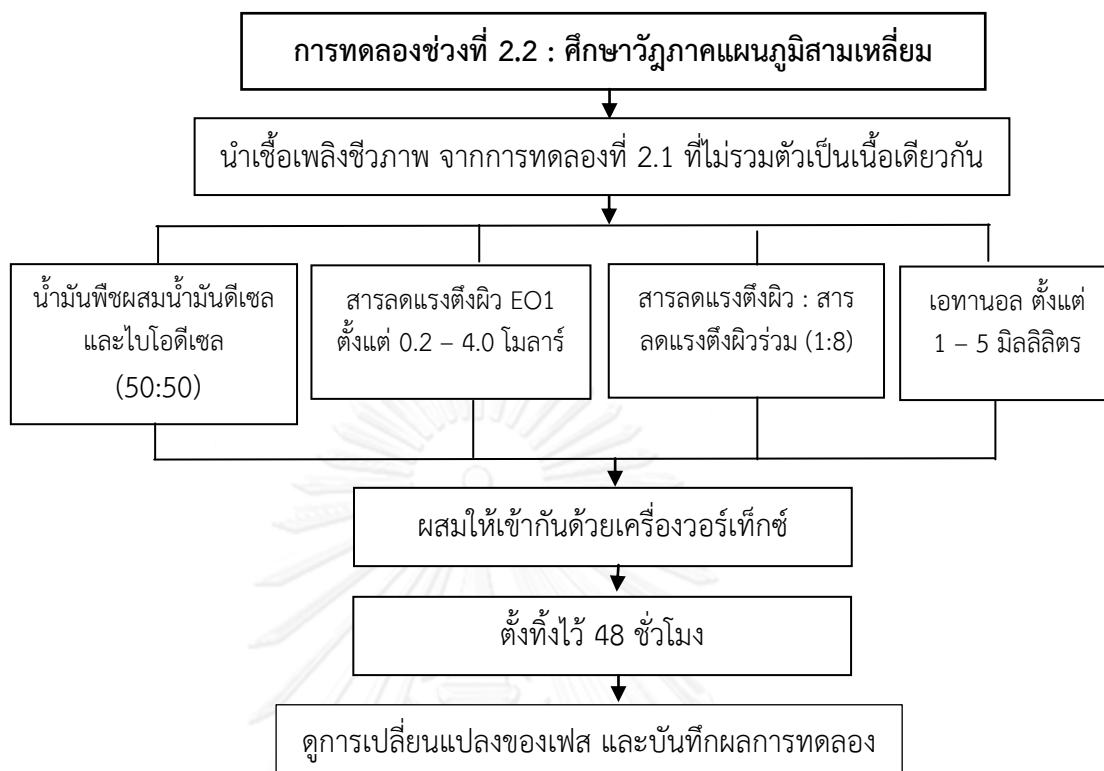 การทดลองช่วงที่ 2.2 : ศึกษาวัฎภาคแผนภูมิสามเหลี่ยม
นำเชื้อเพลิงชีวภาพ จากการทดลองที่ 2.1 ที่ไม่รวมตัวเป็นเนื้อเดียวกัน
น้ำมันพืชผสมน้ำมันดีเซล
และไบโอดีเซล
(50:50)
สารลดแรงตึงผิว EO1
ตั้งแต่ 0.2 – 4.0 โมลาร์
สารลดแรงตึงผิว : สาร
ลดแรงตึงผิวร่วม (1:8)
เอทานอล ตั้งแต่
1 – 5 มิลลิลิตร
ผสมให้เข้ากันด้วยเครื่องวอร์เท็กซ์
ตั้งทิ้งไว้ 48 ชั่วโมง
ดูการเปลี่ยนแปลงของเฟส และบันทึกผลการทดลอง